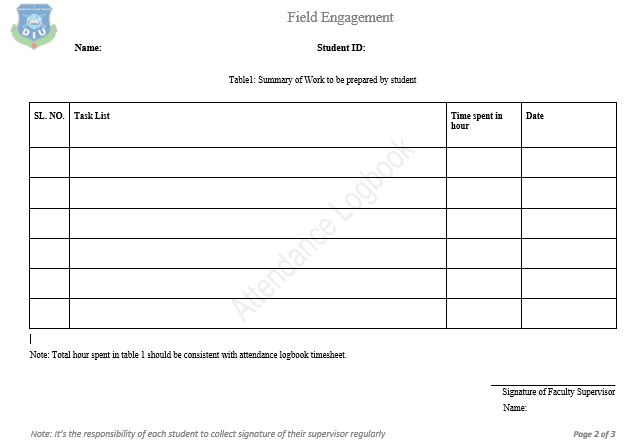 DIU
Field Engagement
Name: Student ID:
Table1: Summary of Work to be prepared by student
SL. NO. Task List Time spent in hour Date
Attendance Logbook
Note: Total hour spent in table 1 should be consistent with attendance logbook timesheet.
Signature of Faculty Supervisor
Name:
Note: It's the responsibility of each student to collect signature of their supervisor regularly Page 2 of 3